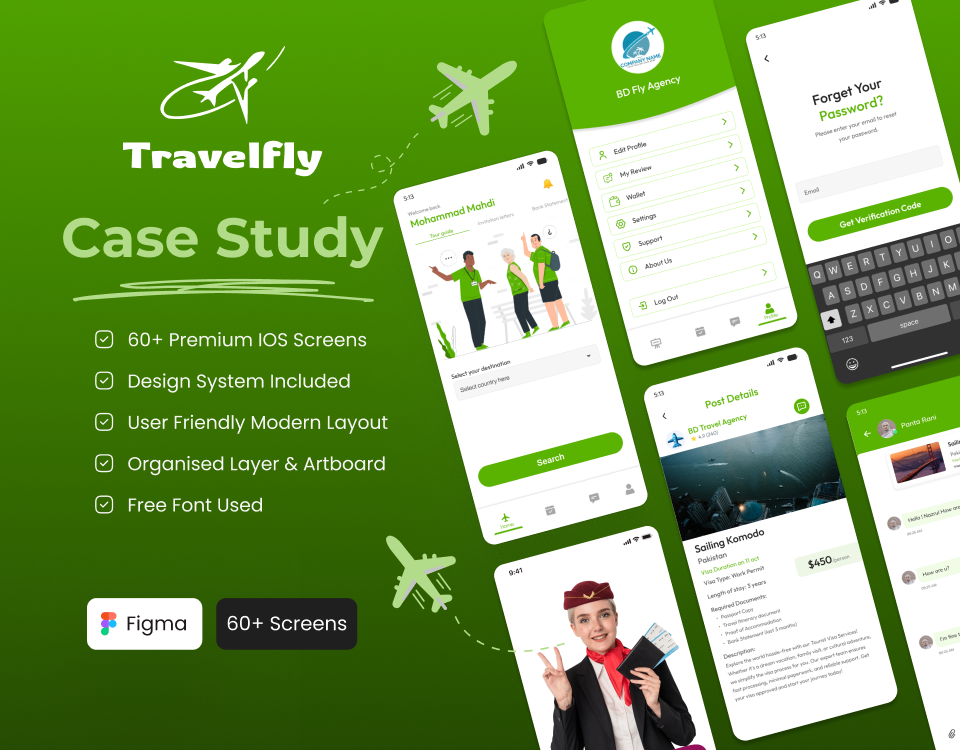 Travelfly
Case Study
60+ Premium IOS Screens
Design System Included
User Friendly Modern Layout
Organised Layer & Artboard
Free Font Used
Figma
60+ Screens
5:13
Welcome back
Mohammad Mahdi
Tour guide
Invitation letters
Bank Statement
Select your destination
Select country here
Search
Home
COMPANY NAME
BD Fly Agency
Edit Profile
My Review
Wallet
Settings
Support
About Us
Log Out
Profile
5:13
Forget Your
Password?
Please enter your email to reset
your password.
Email
Get Verification Code
Q W E R T Y U I O
A S D F G H J K
Z X C V B N M
123
space
9:41
5:13
Post Details
BD Travel Agency
4.9 (240)
Sailing Komodo
Pakistan
Visa Duration on 11 oct
Visa Type: Work Permit
$450 /person
Length of stay: 3 years
Required Documents:
• Passport Copy
• Travel itinerary document
• Proof of Accommodation
• Bank Statement (last 3 months)
Description:
Explore the world hassle-free with our Tourist Visa Services!
Whether it's a dream vacation, family visit, or cultural adventure,
we simplify the visa process for you. Our expert team ensures
fast processing, minimal paperwork, and reliable support. Get
your visa approved and start your journey today!
5:13
Panta Rani
How are u?